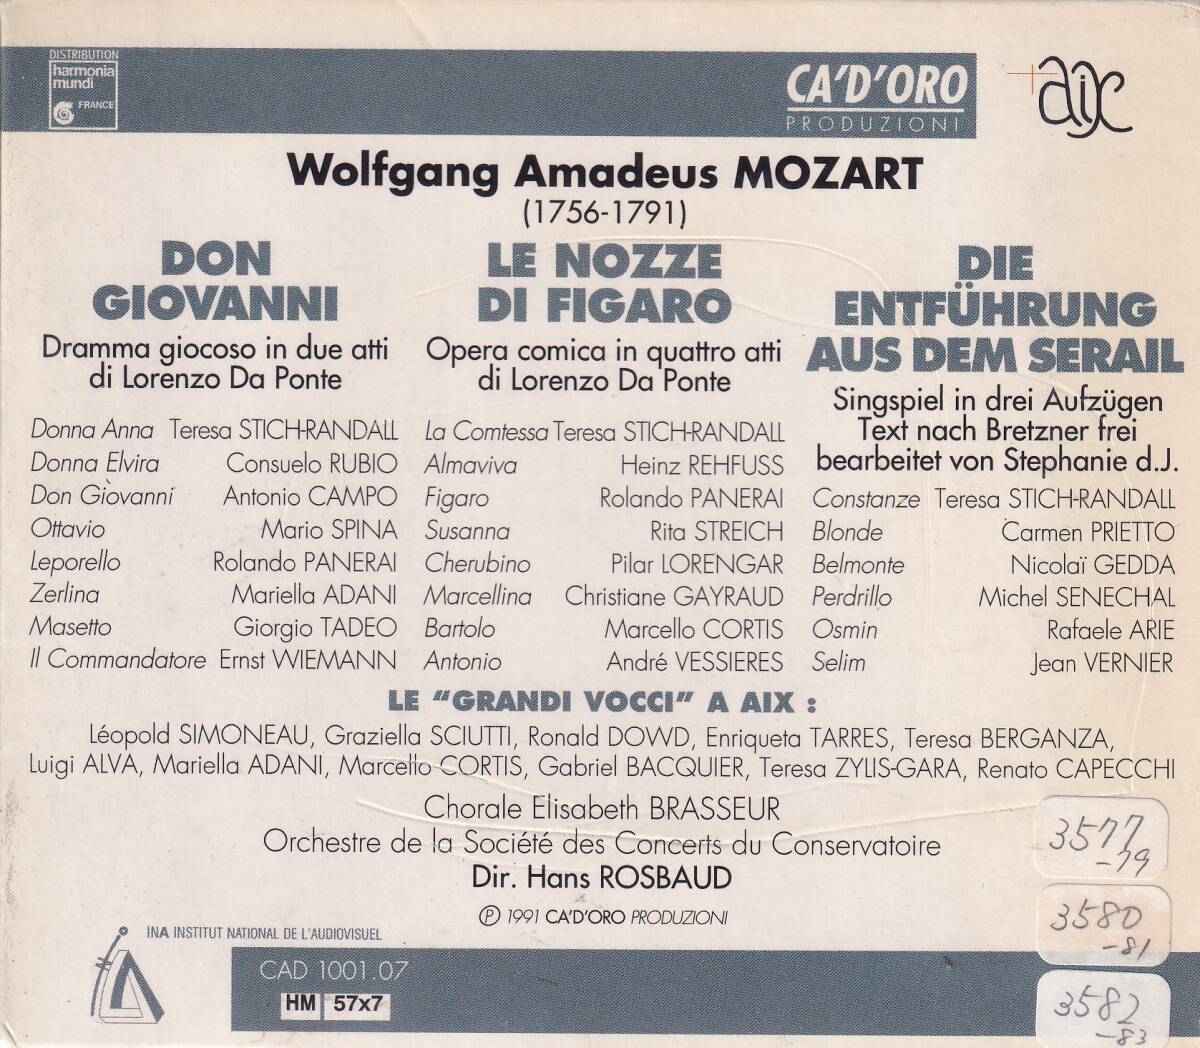 DISTRIBUTION
harmonia
mundi
FRANCE
CA'D'ORO
PRODUZIONI
aix
Wolfgang Amadeus MOZART
(1756-1791)
DON
GIOVANNI
Dramma giocoso in due atti
di Lorenzo Da Ponte
Donna Anna Teresa STICH-RANDALL
Donna Elvira Consuelo RUBIO
Don Giòvanni Antonio CAMPO
Ottavio Mario SPINA
Leporello Rolando PANERAI
Zerlina Mariella ADANI
Masetto Giorgio TADEO
Il Commandatore Ernst WIEMANN
LE NOZZE
DI FIGARO
Opera comica in quattro atti
di Lorenzo Da Ponte
La Comtessa Teresa STICH-RANDALL
Almaviva Heinz REHFUSS
Figaro Rolando PANERAI
Susanna Rita STREICH
Cherubino Pilar LORENGAR
Marcellina Christiane GAYRAUD
Bartolo Marcello CORTIS
Antonio André VESSIERES
DIE
ENTFÜHRUNG
AUS DEM SERAIL
Singspiel in drei Aufzügen
Text nach Bretzner frei
bearbeitet von Stephanie d.J.
Constanze Teresa STICH-RANDALL
Blonde Carmen PRIETTO
Belmonte Nicolaï GEDDA
Perdrillo Michel SENECHAL
Osmin Rafaele ARIE
Selim Jean VERNIER
LE "GRANDI VOCCI" A AIX :
Léopold SIMONEAU, Graziella SCIUTTI, Ronald DOWD, Enriqueta TARRES, Teresa BERGANZA,
Luigi ALVA, Mariella ADANI, Marcello CORTIS, Gabriel BACQUIER, Teresa ZYLIS-GARA, Renato CAPECCHI
Chorale Elisabeth BRASSEUR
Orchestre de la Société des Concerts du Conservatoire
Dir. Hans ROSBAUD
℗ 1991 CA'D'ORO PRODUZIONI
3577
-79
3580
-81
3582
-83
INA INSTITUT NATIONAL DE L'AUDIOVISUEL
CAD 1001.07
HM 57x7